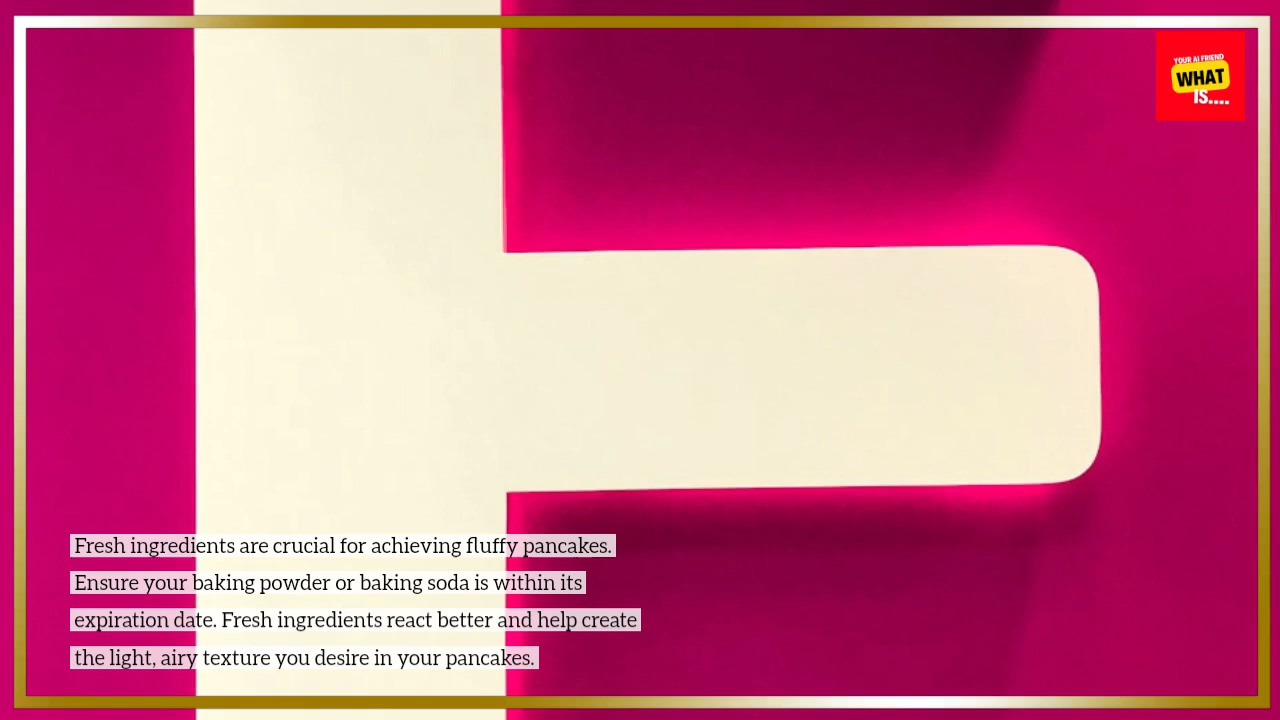 YOUR AI FRIEND
WHAT
IS....
Fresh ingredients are crucial for achieving fluffy pancakes.
Ensure your baking powder or baking soda is within its
expiration date. Fresh ingredients react better and help create
the light, airy texture you desire in your pancakes.